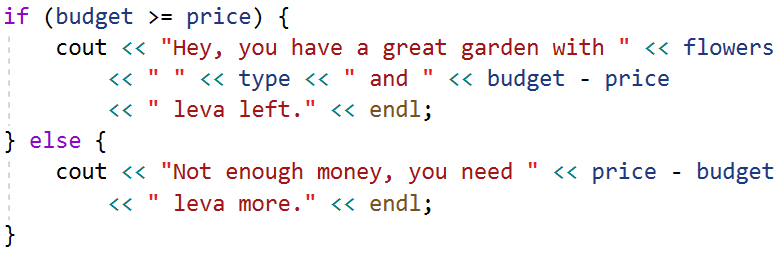 if (budget >= price) {
    cout << "Hey, you have a great garden with " << flowers
        << " " << type << " and " << budget - price
        << " leva left." << endl;
} else {
    cout << "Not enough money, you need " << price - budget
        << " leva more." << endl;
}